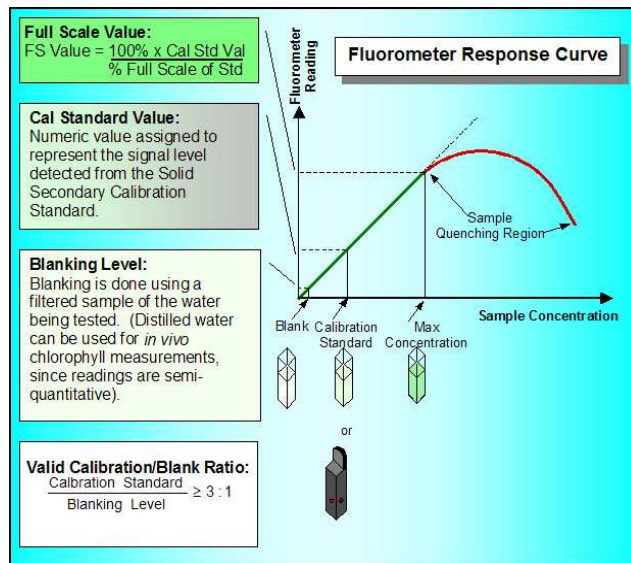 Full Scale Value:
FS Value = 100% x Cal Std Val
% Full Scale of Std
Cal Standard Value:
Numeric value assigned to
represent the signal level
detected from the Solid
Secondary Calibration
Standard.
Blanking Level:
Blanking is done using a
filtered sample of the water
being tested. (Distilled water
can be used for in vivo
chlorophyll measurements,
since readings are semi-
quantitative).
Valid Calibration/Blank Ratio:
Calbration Standard
Blanking Level
≥ 3 : 1
Fluorometer Response Curve
Fluorometer
Reading
Sample
Quenching Region
Sample Concentration
Blank
Calibration
Standard
Max
Concentration
or